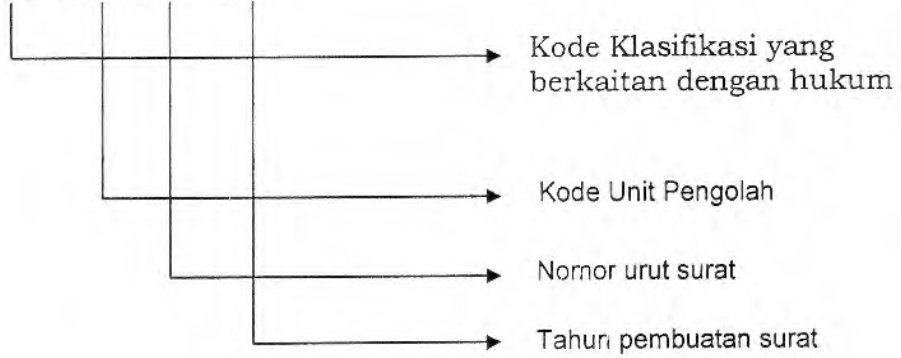 Kode Klasifikasi yang
berkaitan dengan hukum
Kode Unit Pengolah
Nomor urut surat
Tahun pembuatan surat